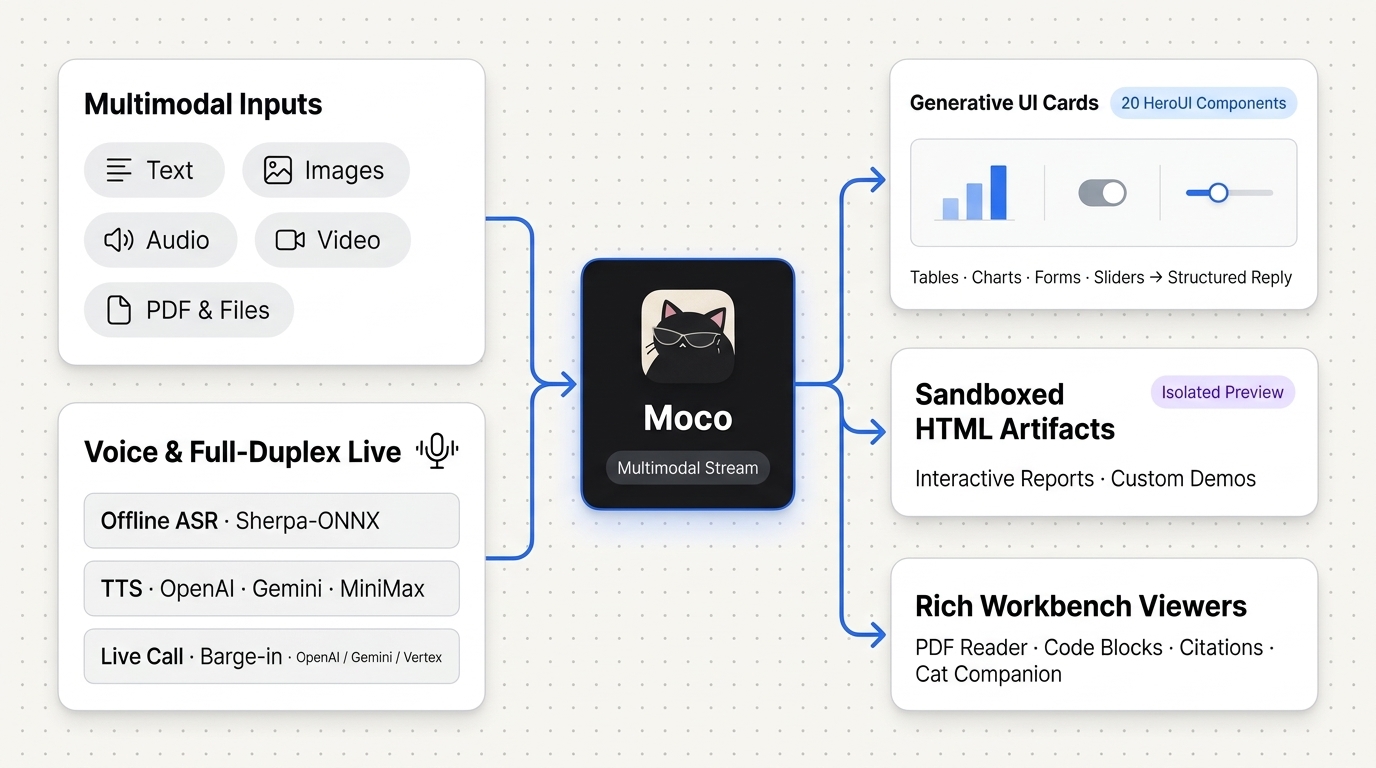 Multimodal Inputs
Text
Images
Audio
Video
PDF & Files
Voice & Full-Duplex Live
Offline ASR · Sherpa-ONNX
TTS · OpenAI · Gemini · MiniMax
Live Call · Barge-in · OpenAI / Gemini / Vertex
Moco
Multimodal Stream
Generative UI Cards
20 HeroUI Components
Tables · Charts · Forms · Sliders → Structured Reply
Sandboxed
HTML Artifacts
Isolated Preview
Interactive Reports · Custom Demos
Rich Workbench Viewers
PDF Reader · Code Blocks · Citations ·
Cat Companion